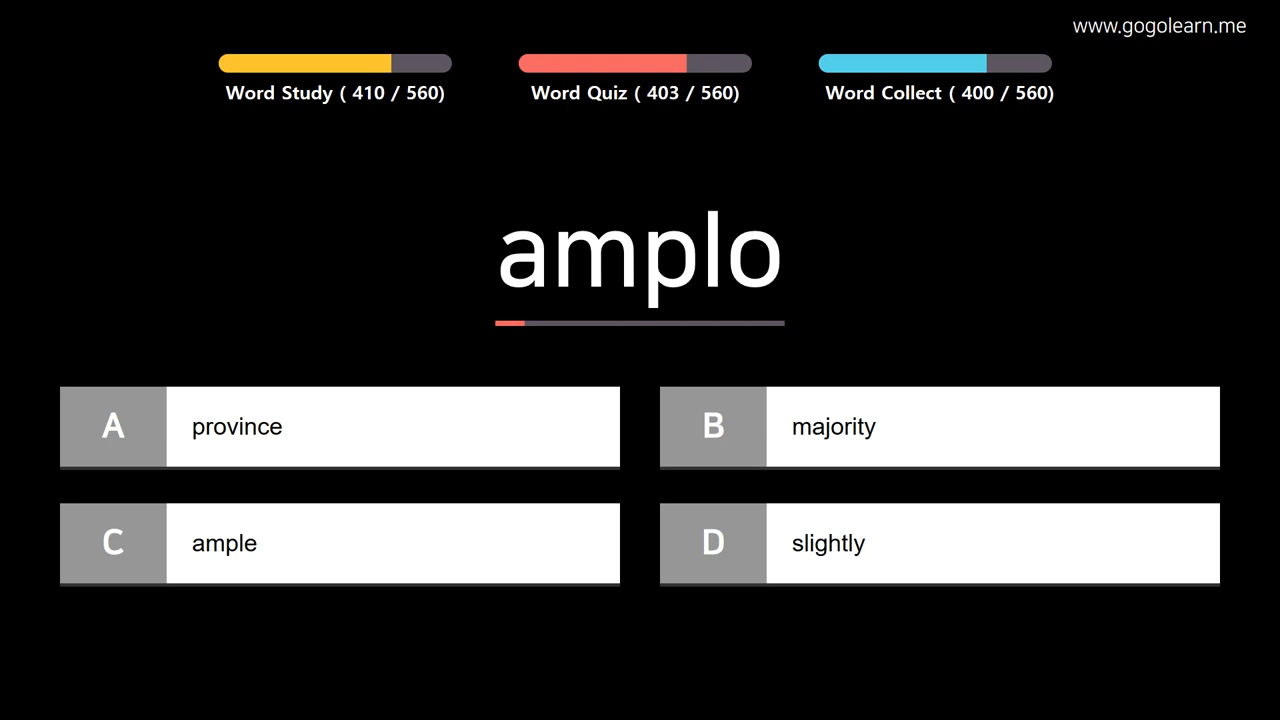 www.gogolearn.me
Word Study ( 410 / 560)
Word Quiz ( 403 / 560)
Word Collect ( 400 / 560)
amplo
A province
B majority
C ample
D slightly